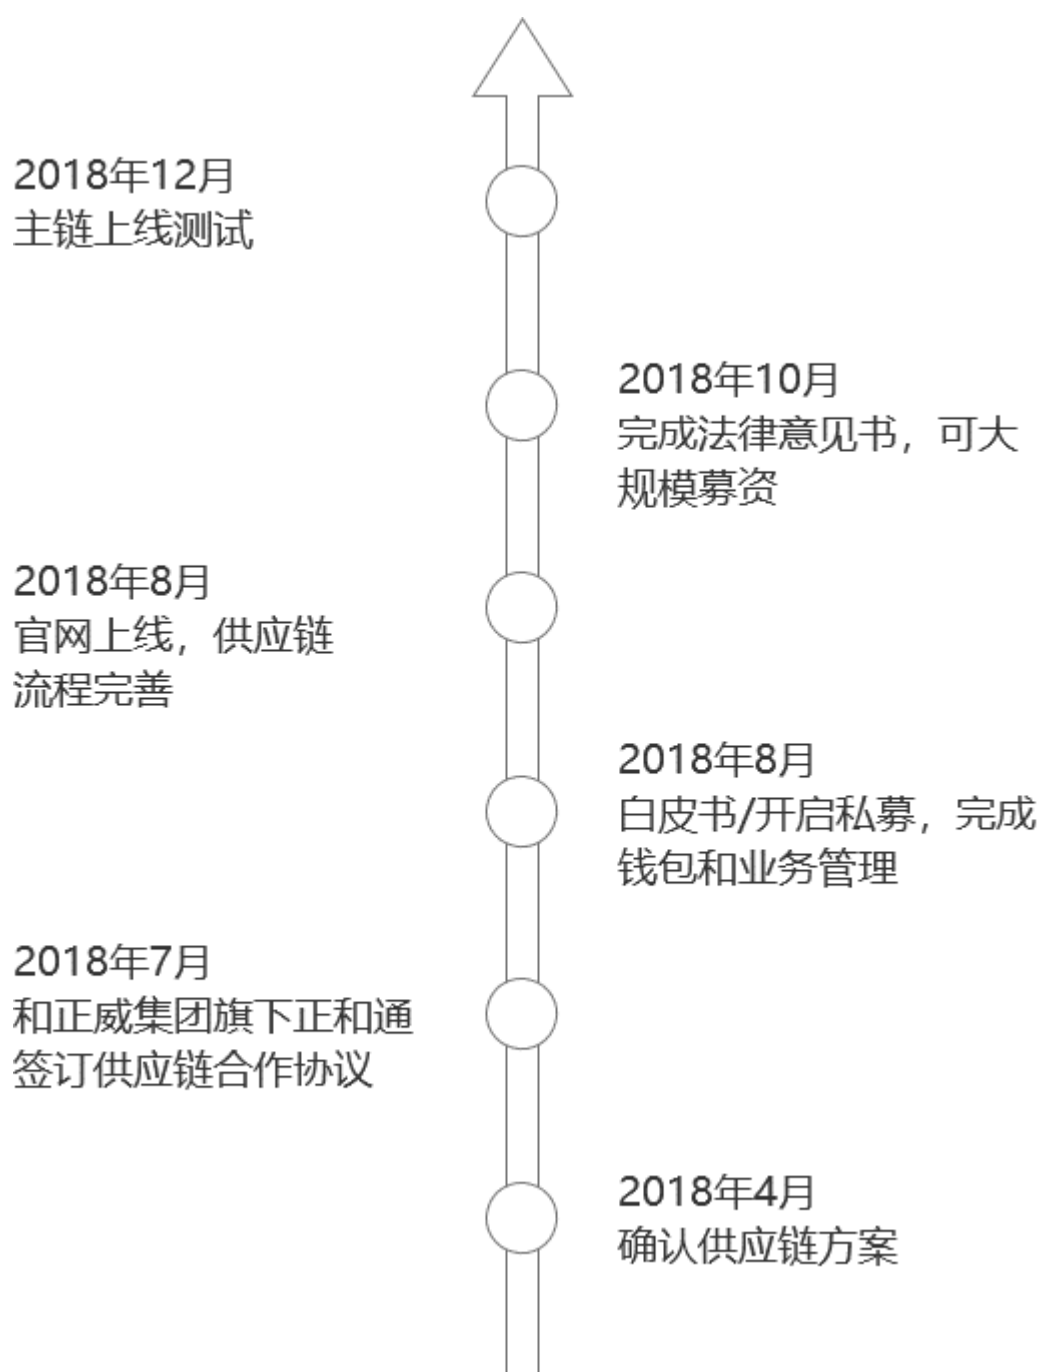 2018年12月
主链上线测试
2018年10月
完成法律意见书，可大
规模募资
2018年8月
官网上线，供应链
流程完善
2018年8月
白皮书/开启私募，完成
钱包和业务管理
2018年7月
和正威集团旗下正和通
签订供应链合作协议
2018年4月
确认供应链方案